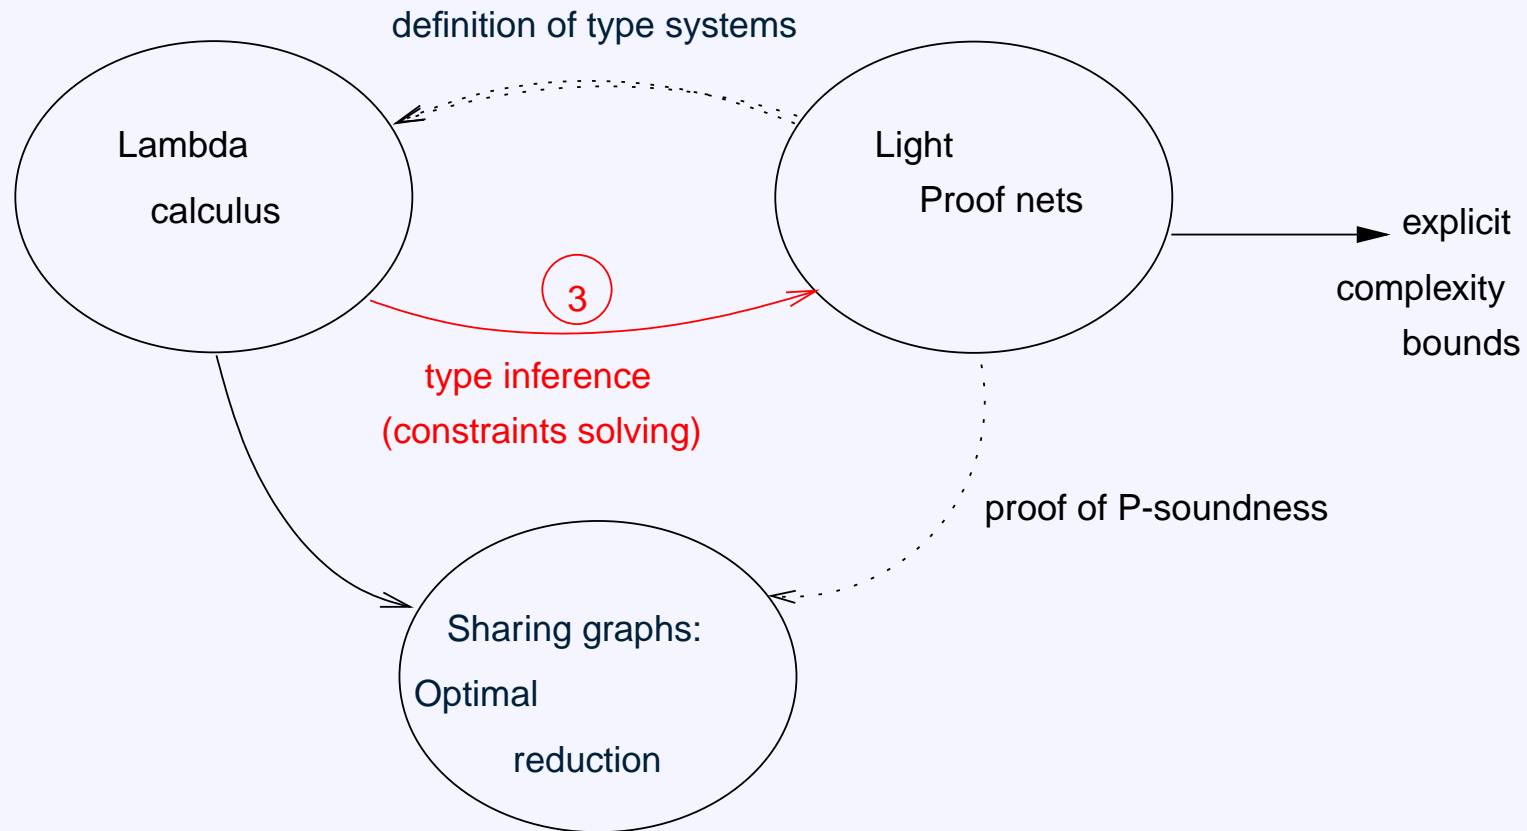 definition of type systems
Lambda
calculus
Light
Proof nets
explicit
complexity
bounds
3
type inference
(constraints solving)
proof of P-soundness
Sharing graphs:
Optimal
reduction